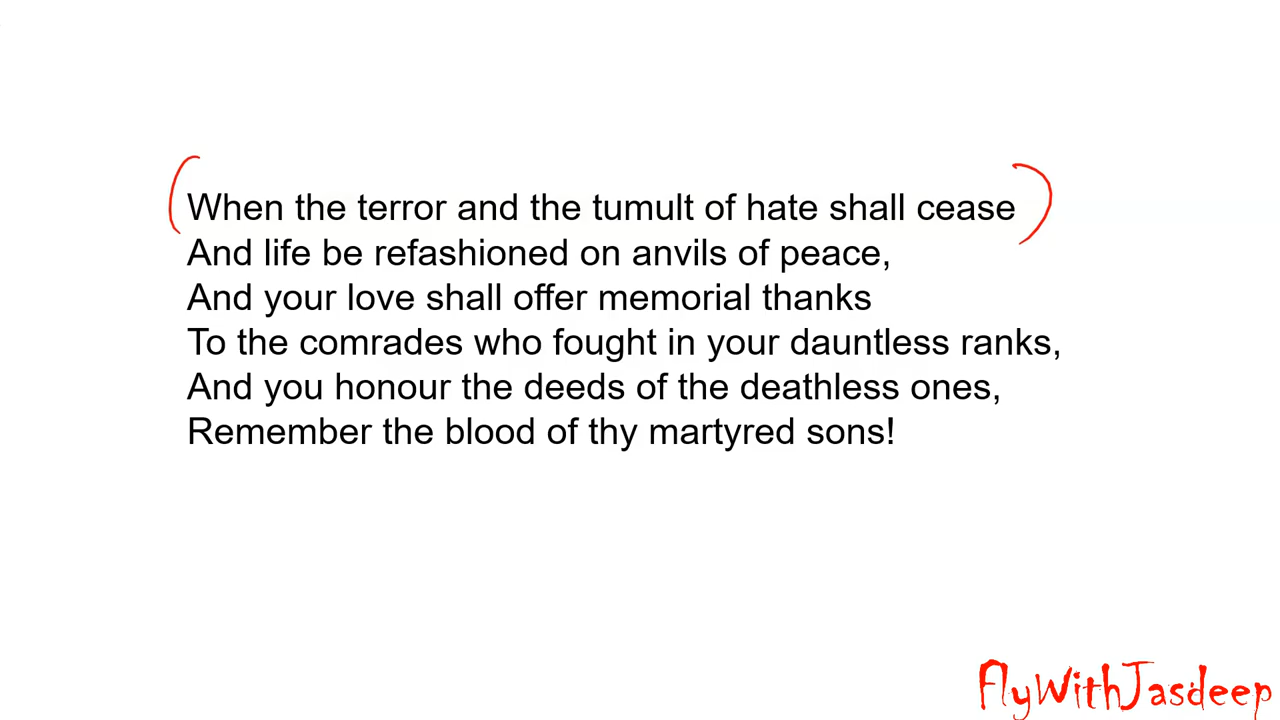 When the terror and the tumult of hate shall cease
And life be refashioned on anvils of peace,
And your love shall offer memorial thanks
To the comrades who fought in your dauntless ranks,
And you honour the deeds of the deathless ones,
Remember the blood of thy martyred sons!
FlyWithJasdeep